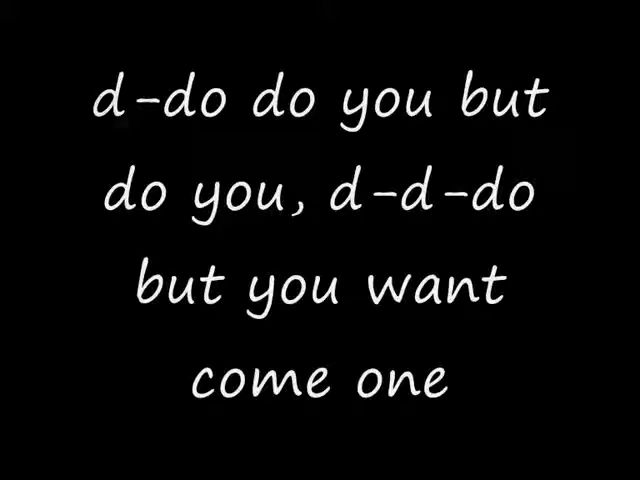 d-do do you but
do you, d-d-do
but you want
come one